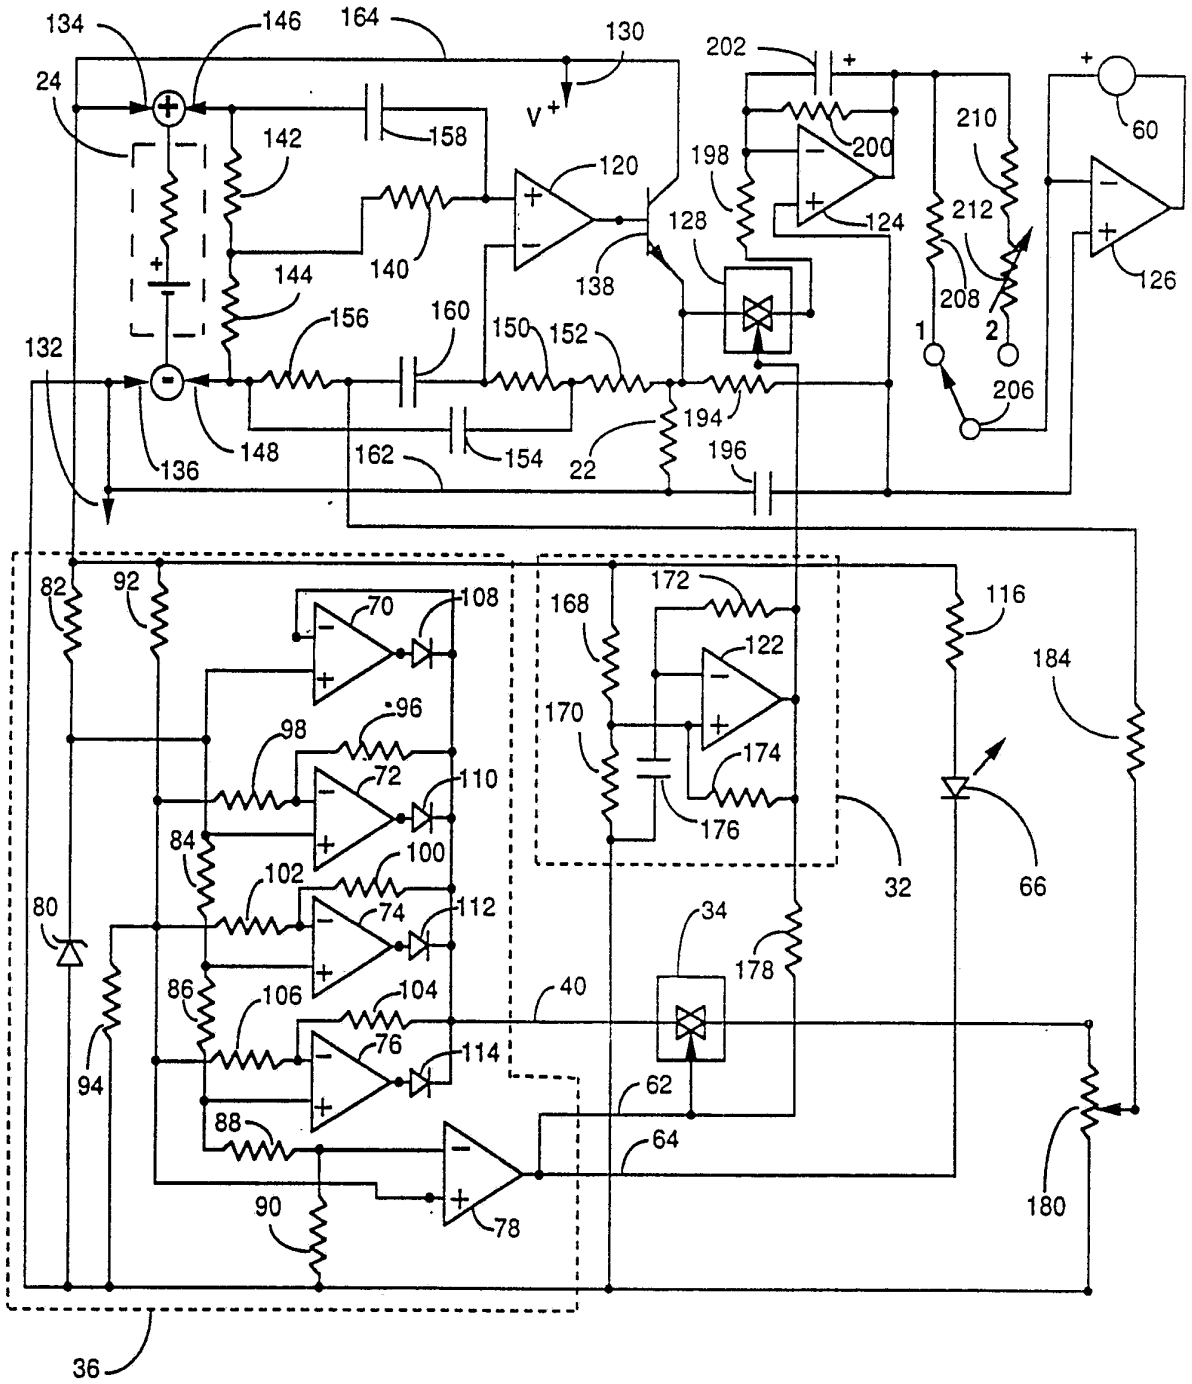 134 146 164 130 202 +
24 V+ 60 +
142 158 120 198 200 210
+ − + −
138 128 124 212 126
140 144 + 208
132 156 160 150 152 1 2
+ - 194 206
136 148 154 22 196
162
82 92 70 108 172 116
− + 168 122 184
98 96 170 − +
72 110 174
− + 176
84 102 100 32 66
80 74 112 34
− + 178
86 106 104 40
94 76 114
− + 62
88 64
− + 180
90 78
36